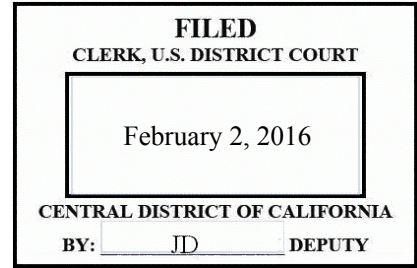 FILED
CLERK, U.S. DISTRICT COURT
February 2, 2016
CENTRAL DISTRICT OF CALIFORNIA
BY: JD DEPUTY